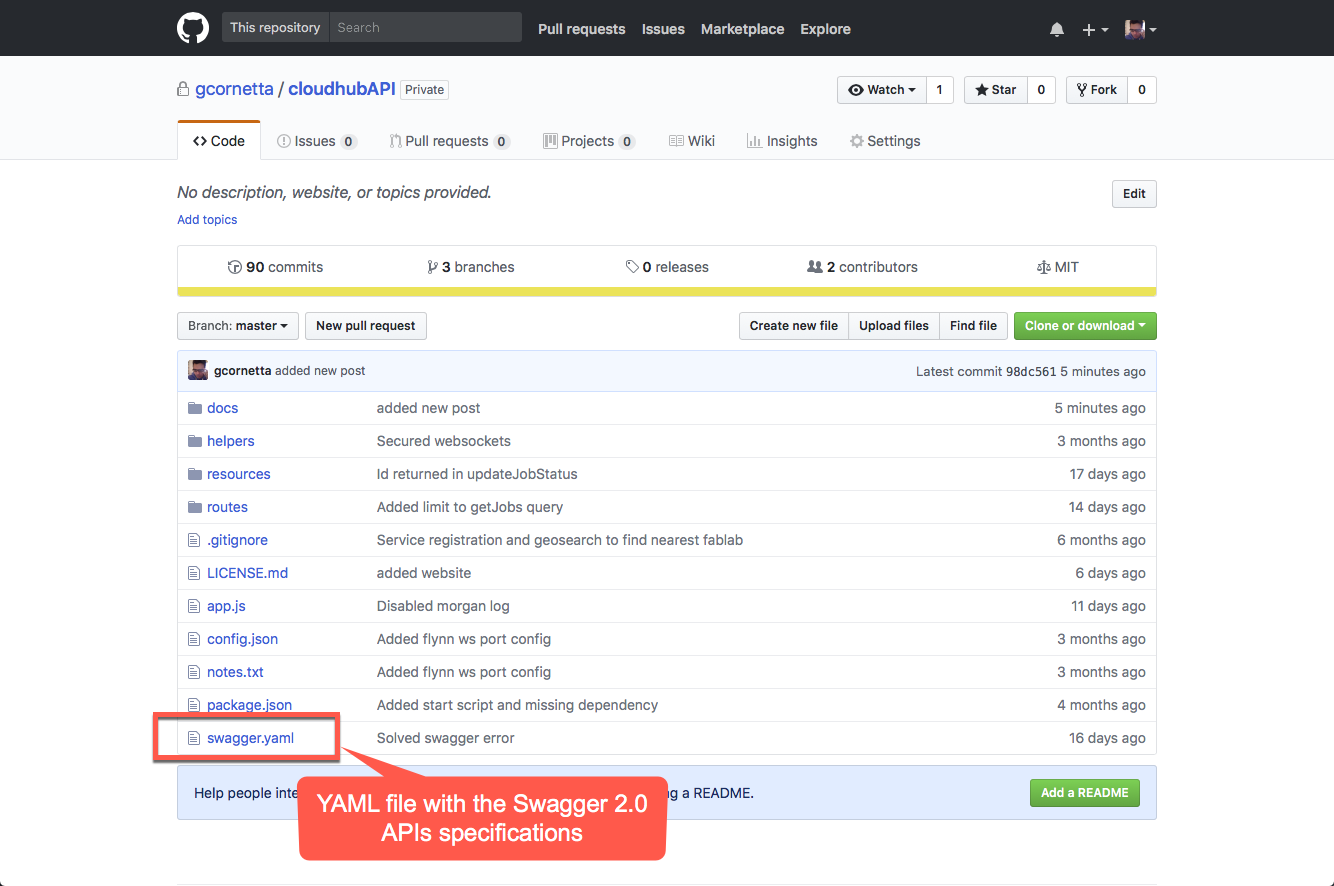 This repository Search Pull requests Issues Marketplace Explore
gcornetta / cloudhubAPI Private Watch 1 Star 0 Fork 0
Code Issues 0 Pull requests 0 Projects 0 Wiki Insights Settings
No description, website, or topics provided. Edit
Add topics
90 commits 3 branches 0 releases 2 contributors MIT
Branch: master New pull request Create new file Upload files Find file Clone or download
gcornetta added new post Latest commit 98dc561 5 minutes ago
docs added new post 5 minutes ago
helpers Secured websockets 3 months ago
resources Id returned in updateJobStatus 17 days ago
routes Added limit to getJobs query 14 days ago
.gitignore Service registration and geosearch to find nearest fablab 6 months ago
LICENSE.md added website 6 days ago
app.js Disabled morgan log 11 days ago
config.json Added flynn ws port config 3 months ago
notes.txt Added flynn ws port config 3 months ago
package.json Added start script and missing dependency 4 months ago
swagger.yaml Solved swagger error 16 days ago
Help people a README. Add a README
YAML file with the Swagger 2.0
APIs specifications